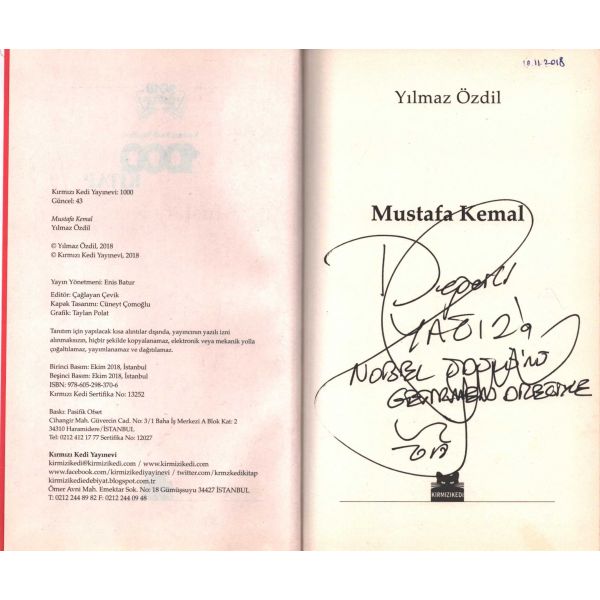 Kırmızı Kedi Yayınevi: 1000
Güncel: 43
Mustafa Kemal
Yılmaz Özdil
© Yılmaz Özdil, 2018
© Kırmızı Kedi Yayınevi, 2018
Yayın Yönetmeni: Enis Batur
Editör: Çağlayan Çevik
Kapak Tasarımı: Cüneyt Çomoğlu
Grafik: Taylan Polat
Tanıtım için yapılacak kısa alıntılar dışında, yayıncının yazılı izni
alınmaksızın, hiçbir şekilde kopyalanamaz, elektronik veya mekanik yolla
çoğaltılamaz, yayımlanamaz ve dağıtılamaz.
Birinci Basım: Ekim 2018, İstanbul
Beşinci Basım: Ekim 2018, İstanbul
ISBN: 978-605-298-370-6
Kırmızı Kedi Sertifika No: 13252
Baskı: Pasifik Ofset
Cihangir Mah. Güvercin Cad. No: 3/1 Baha İş Merkezi A Blok Kat: 2
34310 Haramidere/İSTANBUL
Tel: 0212 412 17 77 Sertifika No: 12027
Kırmızı Kedi Yayınevi
kirmizikedi@kirmizikedi.com / www.kirmizikedi.com
www.facebook.com/kirmizikediyayinevi / twitter.com/krmzkedikitap
kirmizikediedebiyat.blogspot.com.tr
Ömer Avni Mah. Emektar Sok. No: 18 Gümüşsuyu 34427 İSTANBUL
T: 0212 244 89 82 F: 0212 244 09 48
10.11.2018
Yılmaz Özdil
Mustafa Kemal
Değerli
YAĞIZ'a
NOBEL ÖDÜLÜ'NÜ
GETİRMEN DİLEĞİYLE
KIRMIZIKEDİ